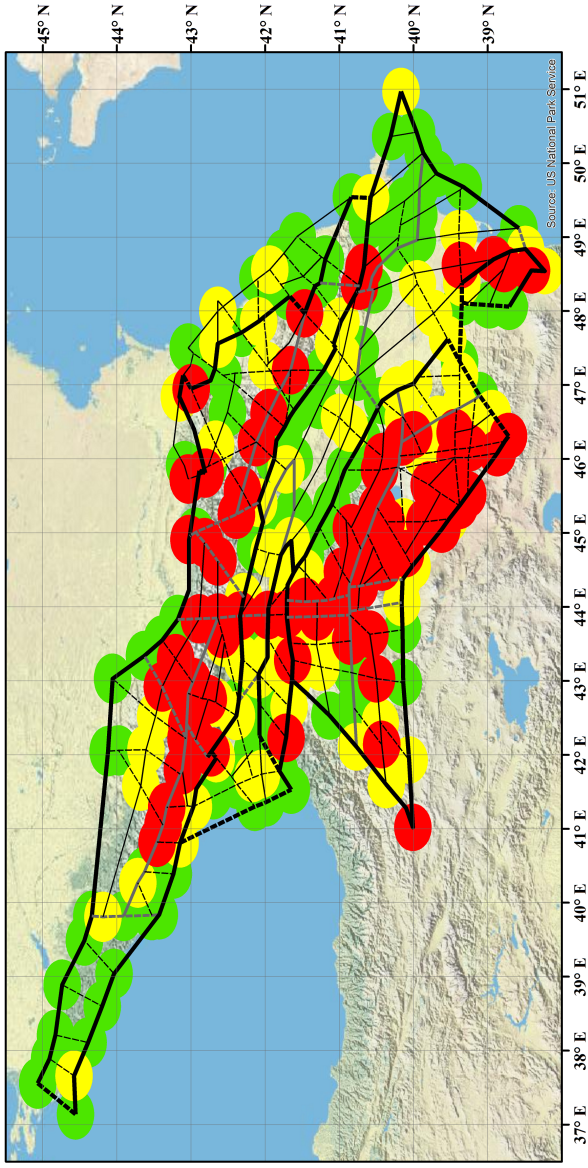 45° N
44° N
43° N
42° N
41° N
40° N
39° N
37° E
38° E
39° E
40° E
41° E
42° E
43° E
44° E
45° E
46° E
47° E
48° E
49° E
50° E
51° E
Source: US National Park Service